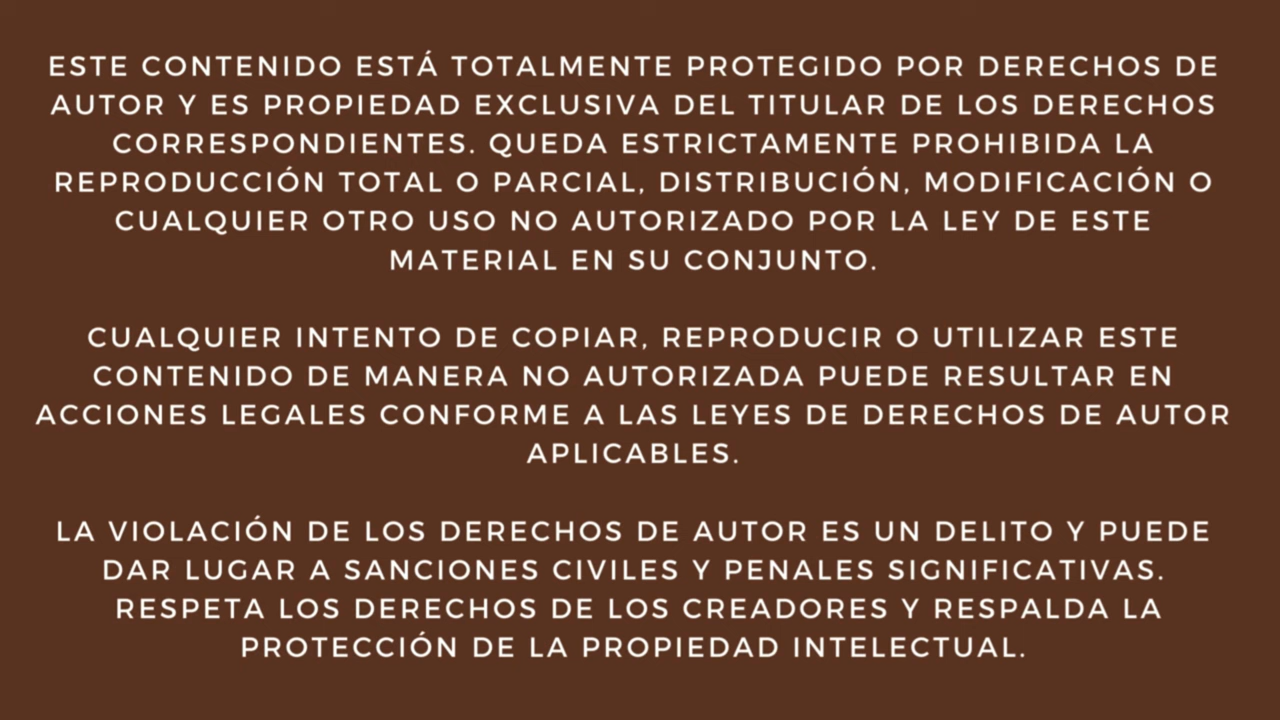 ESTE CONTENIDO ESTÁ TOTALMENTE PROTEGIDO POR DERECHOS DE
AUTOR Y ES PROPIEDAD EXCLUSIVA DEL TITULAR DE LOS DERECHOS
CORRESPONDIENTES. QUEDA ESTRICTAMENTE PROHIBIDA LA
REPRODUCCIÓN TOTAL O PARCIAL, DISTRIBUCIÓN, MODIFICACIÓN O
CUALQUIER OTRO USO NO AUTORIZADO POR LA LEY DE ESTE
MATERIAL EN SU CONJUNTO.
CUALQUIER INTENTO DE COPIAR, REPRODUCIR O UTILIZAR ESTE
CONTENIDO DE MANERA NO AUTORIZADA PUEDE RESULTAR EN
ACCIONES LEGALES CONFORME A LAS LEYES DE DERECHOS DE AUTOR
APLICABLES.
LA VIOLACIÓN DE LOS DERECHOS DE AUTOR ES UN DELITO Y PUEDE
DAR LUGAR A SANCIONES CIVILES Y PENALES SIGNIFICATIVAS.
RESPETA LOS DERECHOS DE LOS CREADORES Y RESPALDA LA
PROTECCIÓN DE LA PROPIEDAD INTELECTUAL.